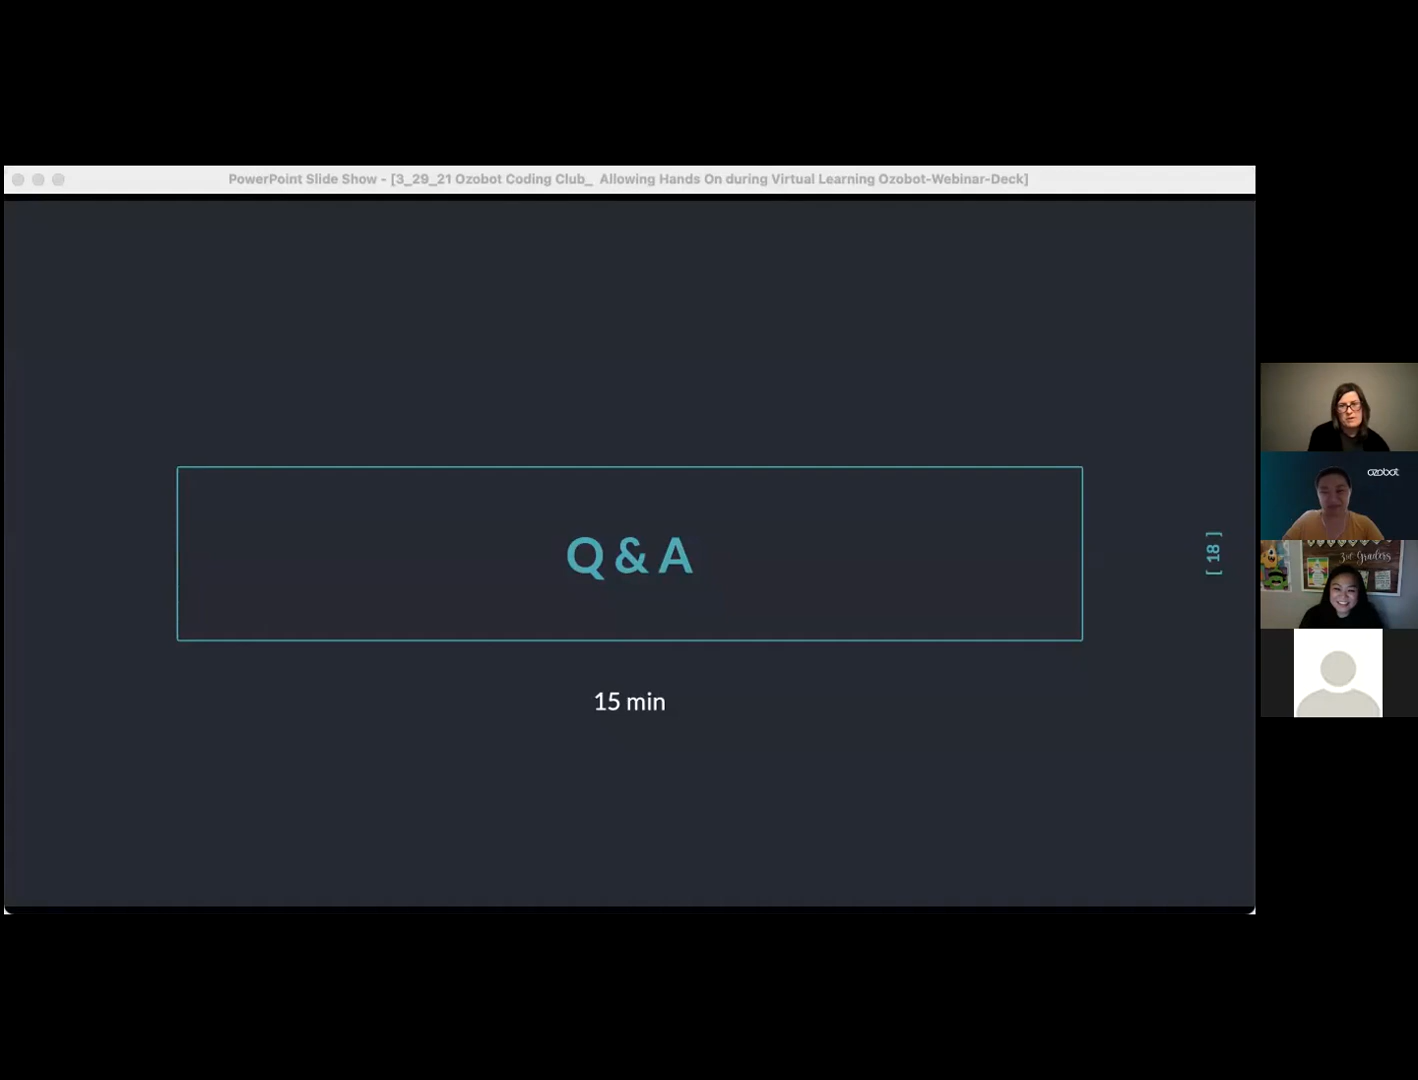 PowerPoint Slide Show - [3_29_21 Ozobot Coding Club_  Allowing Hands On during Virtual Learning Ozobot-Webinar-Deck]
Q & A
15 min
[ 18 ]
ozobot
3rd Graders